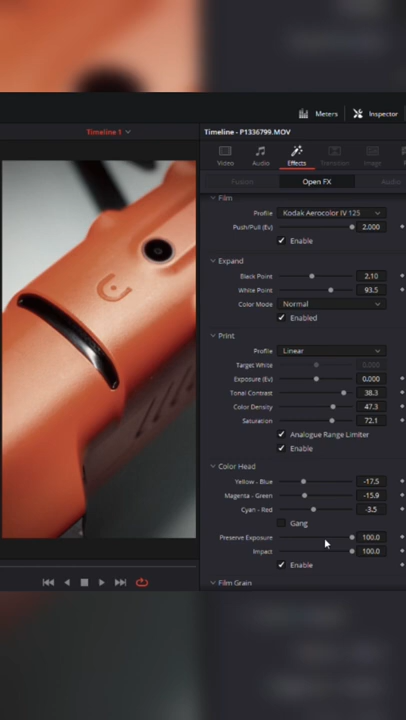 Meters Inspector
Timeline 1
Timeline - P1336799.MOV
Video Audio Effects Transition Image
Fusion Open FX Audio
Film
Profile Kodak Aerocolor IV 125
Push/Pull (Ev) 2.000
Enable
Expand
Black Point 2.10
White Point 93.5
Color Mode Normal
Enabled
Print
Profile Linear
Target White 0.000
Exposure (Ev) 0.000
Tonal Contrast 38.3
Color Density 47.3
Saturation 72.1
Analogue Range Limiter
Enable
Color Head
Yellow - Blue -17.5
Magenta - Green -15.9
Cyan - Red -3.5
Gang
Preserve Exposure 100.0
Impact 100.0
Enable
Film Grain